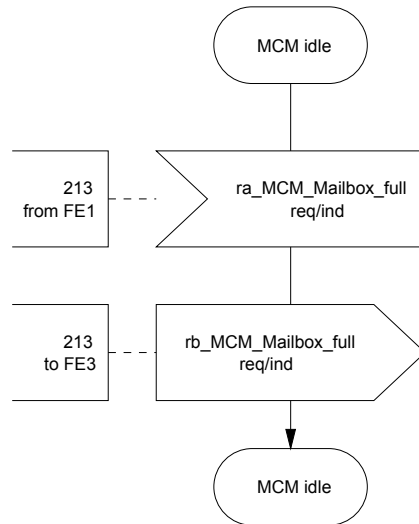 MCM idle
213
from FE1
ra_MCM_Mailbox_full
req/ind
213
to FE3
rb_MCM_Mailbox_full
req/ind
MCM idle